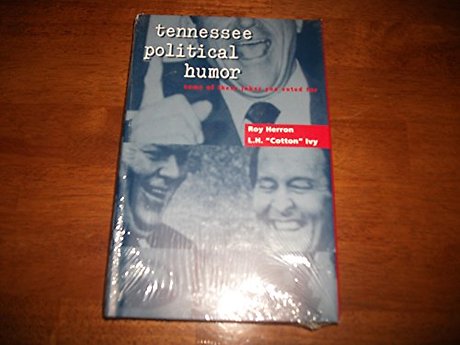 tennessee
political
humor
some of these jokes you voted for
Roy Herron
L.H. "Cotton" Ivy